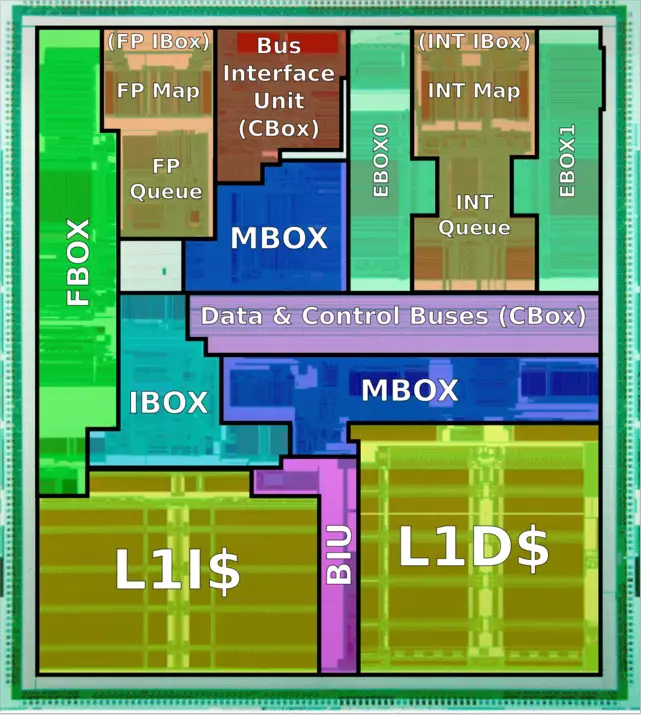 (FP IBox)
FP Map
FP
Queue
Bus
Interface
Unit
(CBox)
EBOX0
(INT IBox)
INT Map
INT
Queue
EBOX1
FBOX
MBOX
Data & Control Buses (CBox)
IBOX
MBOX
L1I$
BIU
L1D$